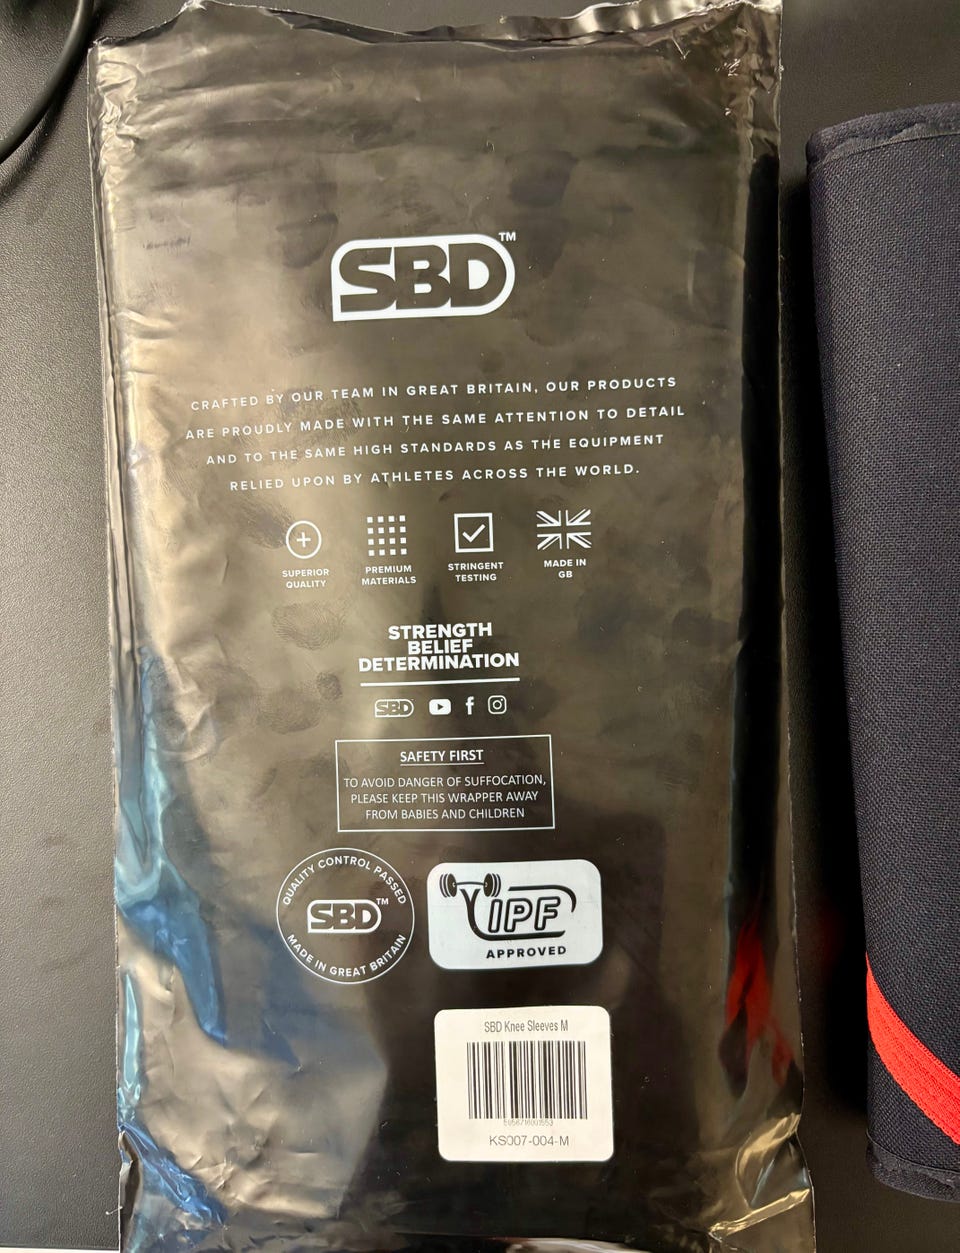 SBD™
CRAFTED BY OUR TEAM IN GREAT BRITAIN, OUR PRODUCTS
ARE PROUDLY MADE WITH THE SAME ATTENTION TO DETAIL
AND TO THE SAME HIGH STANDARDS AS THE EQUIPMENT
RELIED UPON BY ATHLETES ACROSS THE WORLD.
SUPERIOR
QUALITY
PREMIUM
MATERIALS
STRINGENT
TESTING
MADE IN
GB
STRENGTH
BELIEF
DETERMINATION
SBD
SAFETY FIRST
TO AVOID DANGER OF SUFFOCATION,
PLEASE KEEP THIS WRAPPER AWAY
FROM BABIES AND CHILDREN
QUALITY CONTROL PASSED
SBD™
MADE IN GREAT BRITAIN
IPF
APPROVED
SBD Knee Sleeves M
KS007-004-M